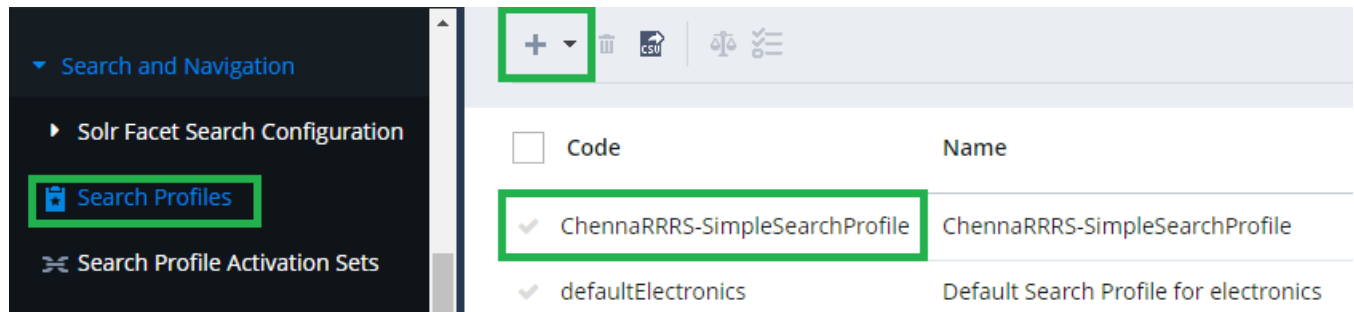 Search and Navigation
Solr Facet Search Configuration
Search Profiles
Search Profile Activation Sets
CSV
Code Name
ChennaRRRS-SimpleSearchProfile ChennaRRRS-SimpleSearchProfile
defaultElectronics Default Search Profile for electronics